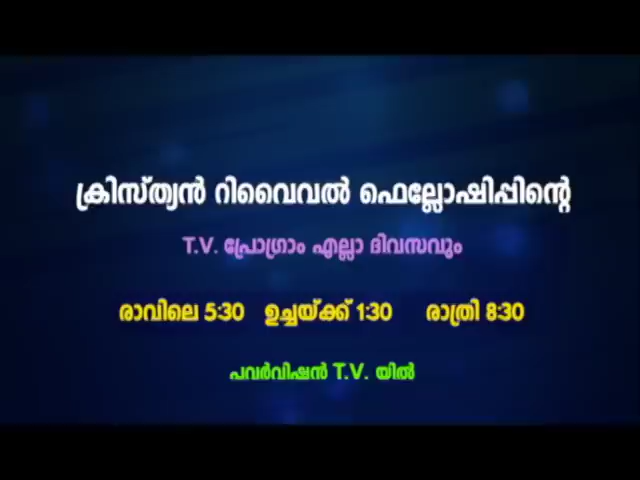 ക്രിസ്ത്യൻ റിവൈവൽ ഫെല്ലോഷിപ്പിന്റെ
T.V. പ്രോഗ്രാം എല്ലാ ദിവസവും
രാവിലെ 5:30 ഉച്ചയ്ക്ക് 1:30 രാത്രി 8:30
പവർവിഷൻ T.V. യിൽ